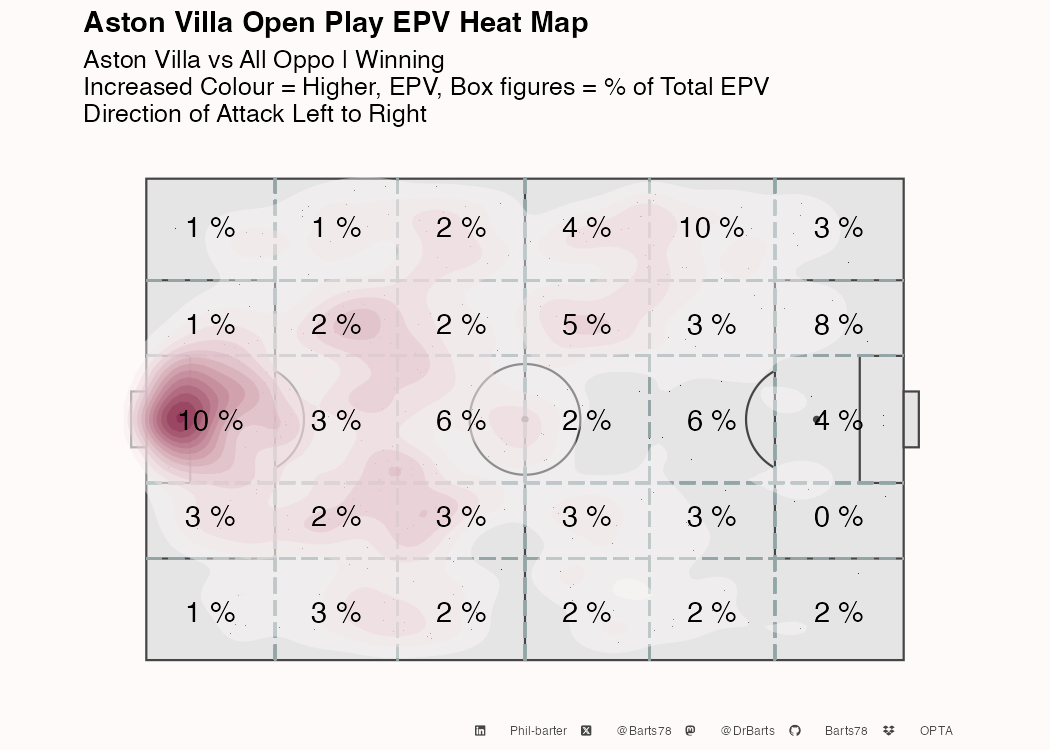 Aston Villa Open Play EPV Heat Map
Aston Villa vs All Oppo | Winning
Increased Colour = Higher, EPV, Box figures = % of Total EPV
Direction of Attack Left to Right
1 % 1 % 2 % 4 % 10 % 3 %
1 % 2 % 2 % 5 % 3 % 8 %
10 % 3 % 6 % 2 % 6 % 4 %
3 % 2 % 3 % 3 % 3 % 0 %
1 % 3 % 2 % 2 % 2 % 2 %
Phil-barter @Barts78 @DrBarts Barts78 OPTA